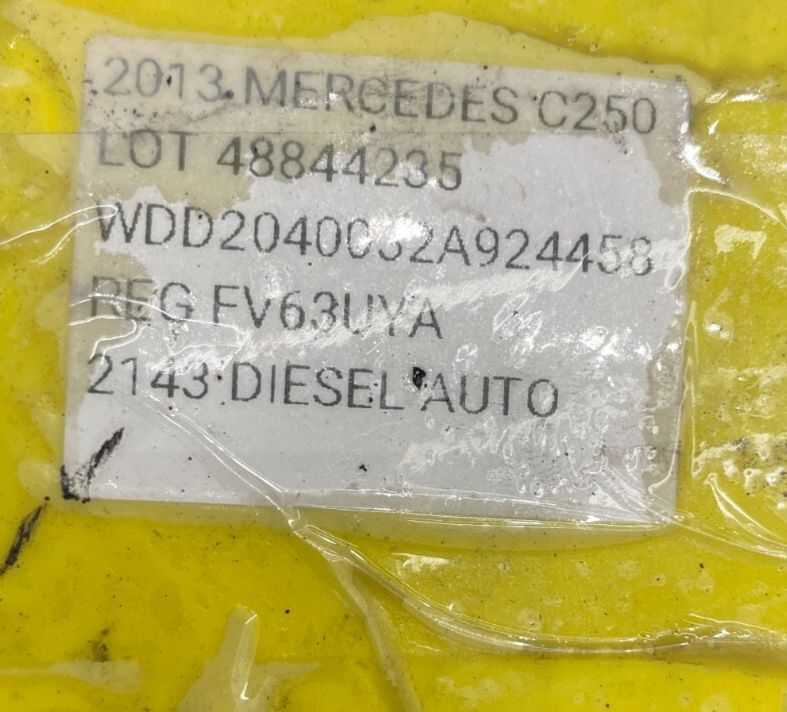 2013 MERCEDES C250
LOT 48844235
WDD2040032A924458
REG FV63UYA
2143 DIESEL AUTO